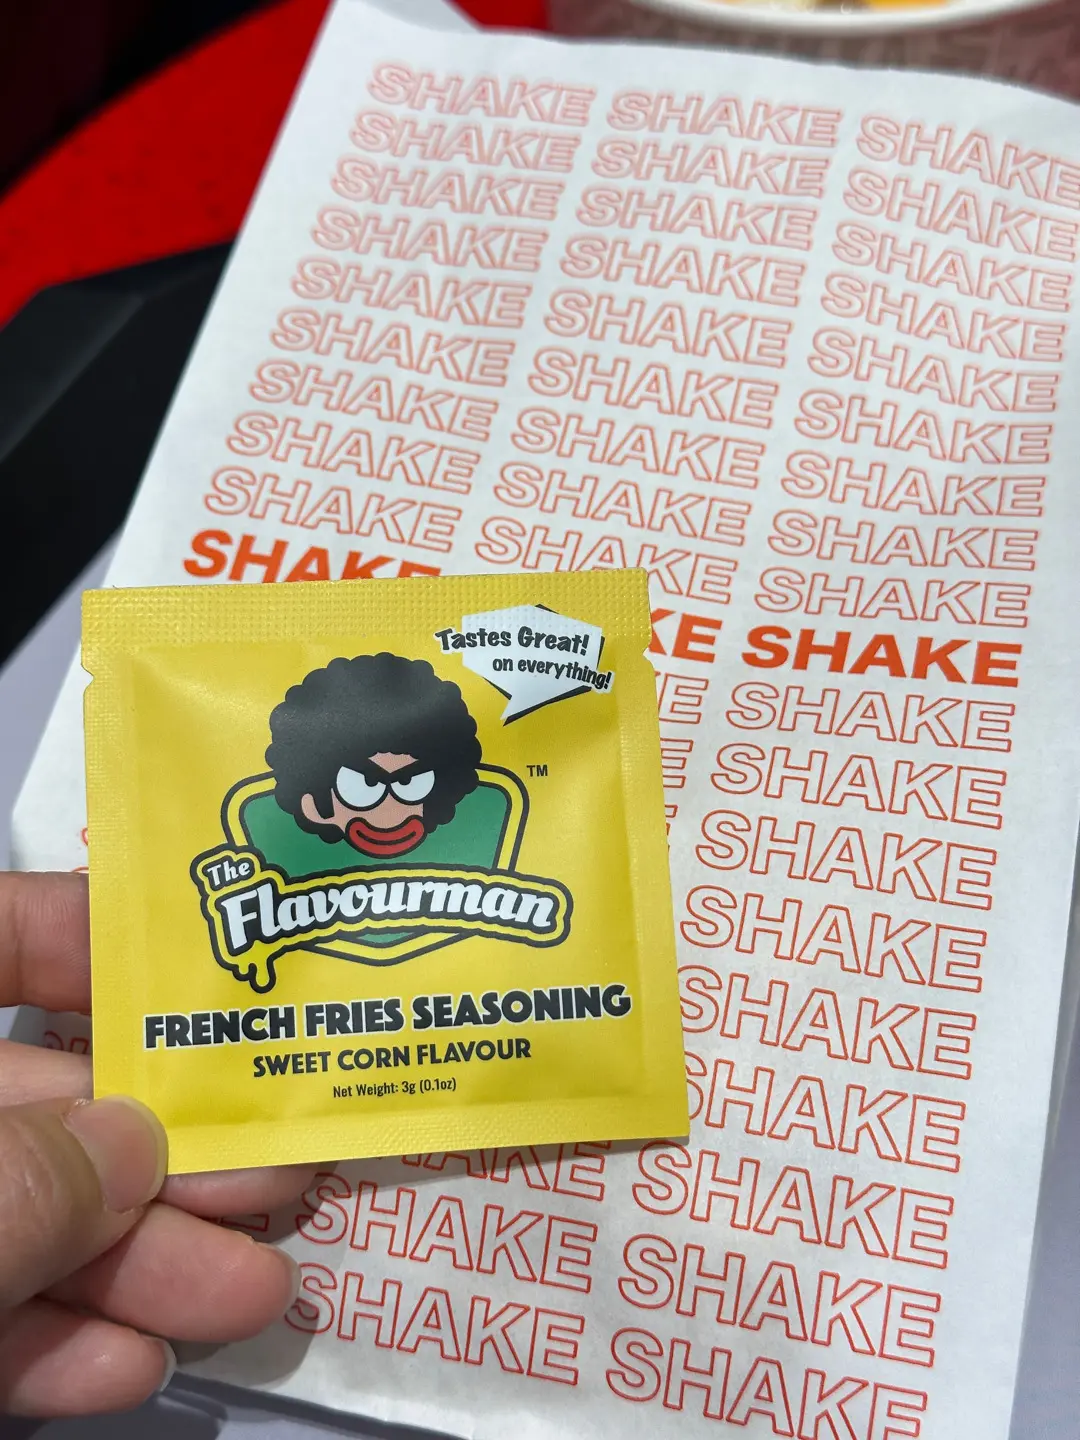 SHAKE SHAKE SHAKE
SHAKE SHAKE SHAKE
SHAKE SHAKE SHAKE
SHAKE SHAKE SHAKE
SHAKE SHAKE SHAKE
SHAKE SHAKE SHAKE
SHAKE SHAKE SHAKE
SHAKE SHAKE SHAKE
SHAKE SHAKE SHAKE
SHAKE KE SHAKE
E SHAKE
E SHAKE
SHAKE
SHAKE
SHAKE
SHAKE
HAKE SHAKE
SHAKE SHAKE
SHAKE SHAKE
Tastes Great!
on everything!
TM
The
Flavourman
FRENCH FRIES SEASONING
SWEET CORN FLAVOUR
Net Weight: 3g (0.1oz)